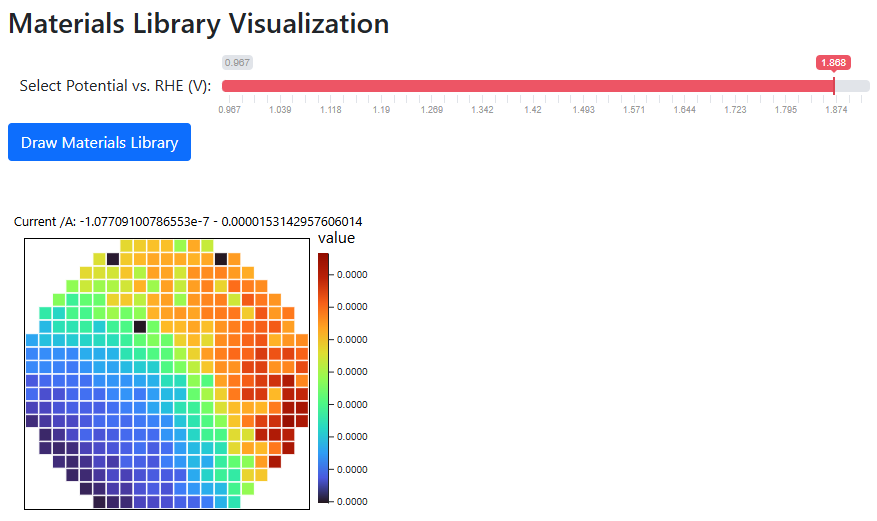 Materials Library Visualization
0.967
1.868
Select Potential vs. RHE (V):
0.967 1.039 1.118 1.19 1.269 1.342 1.42 1.493 1.571 1.644 1.723 1.795 1.874
Draw Materials Library
Current /A: -1.07709100786553e-7 - 0.0000153142957606014
value
0.0000
0.0000
0.0000
0.0000
0.0000
0.0000
0.0000
0.0000